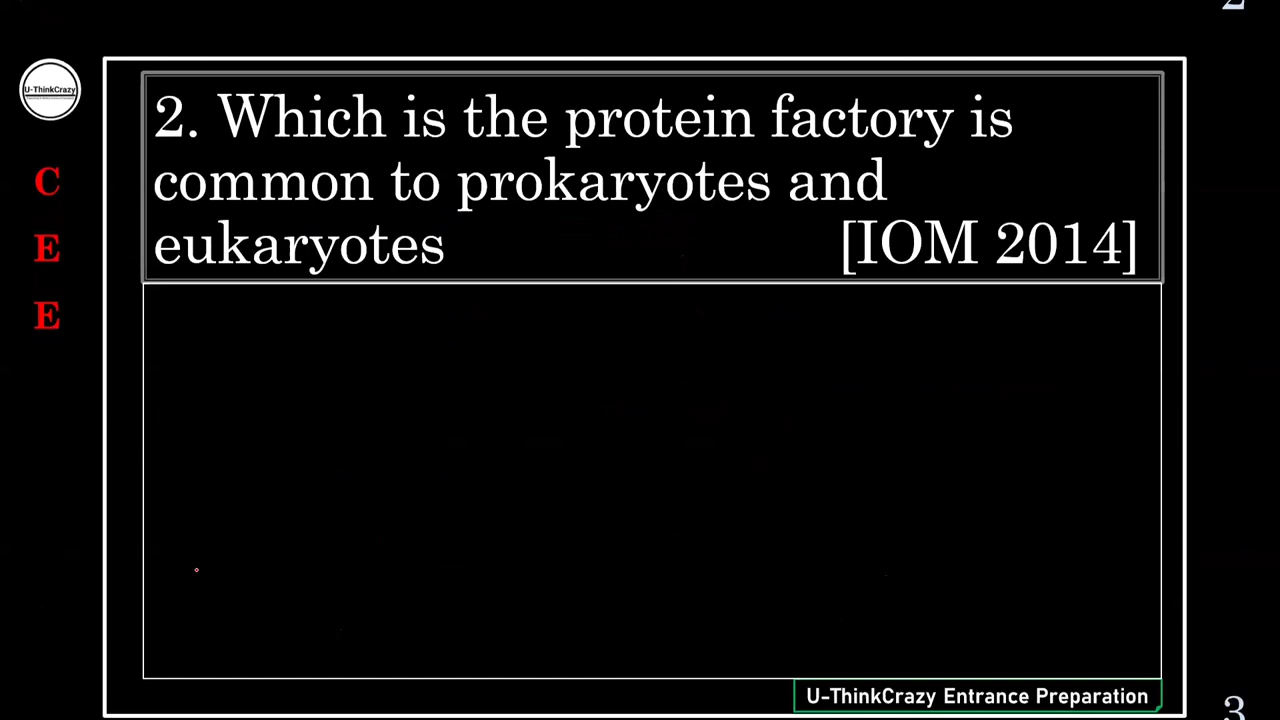 2
U-ThinkCrazy
2. Which is the protein factory is
common to prokaryotes and
eukaryotes [IOM 2014]
C
E
E
U-ThinkCrazy Entrance Preparation
3